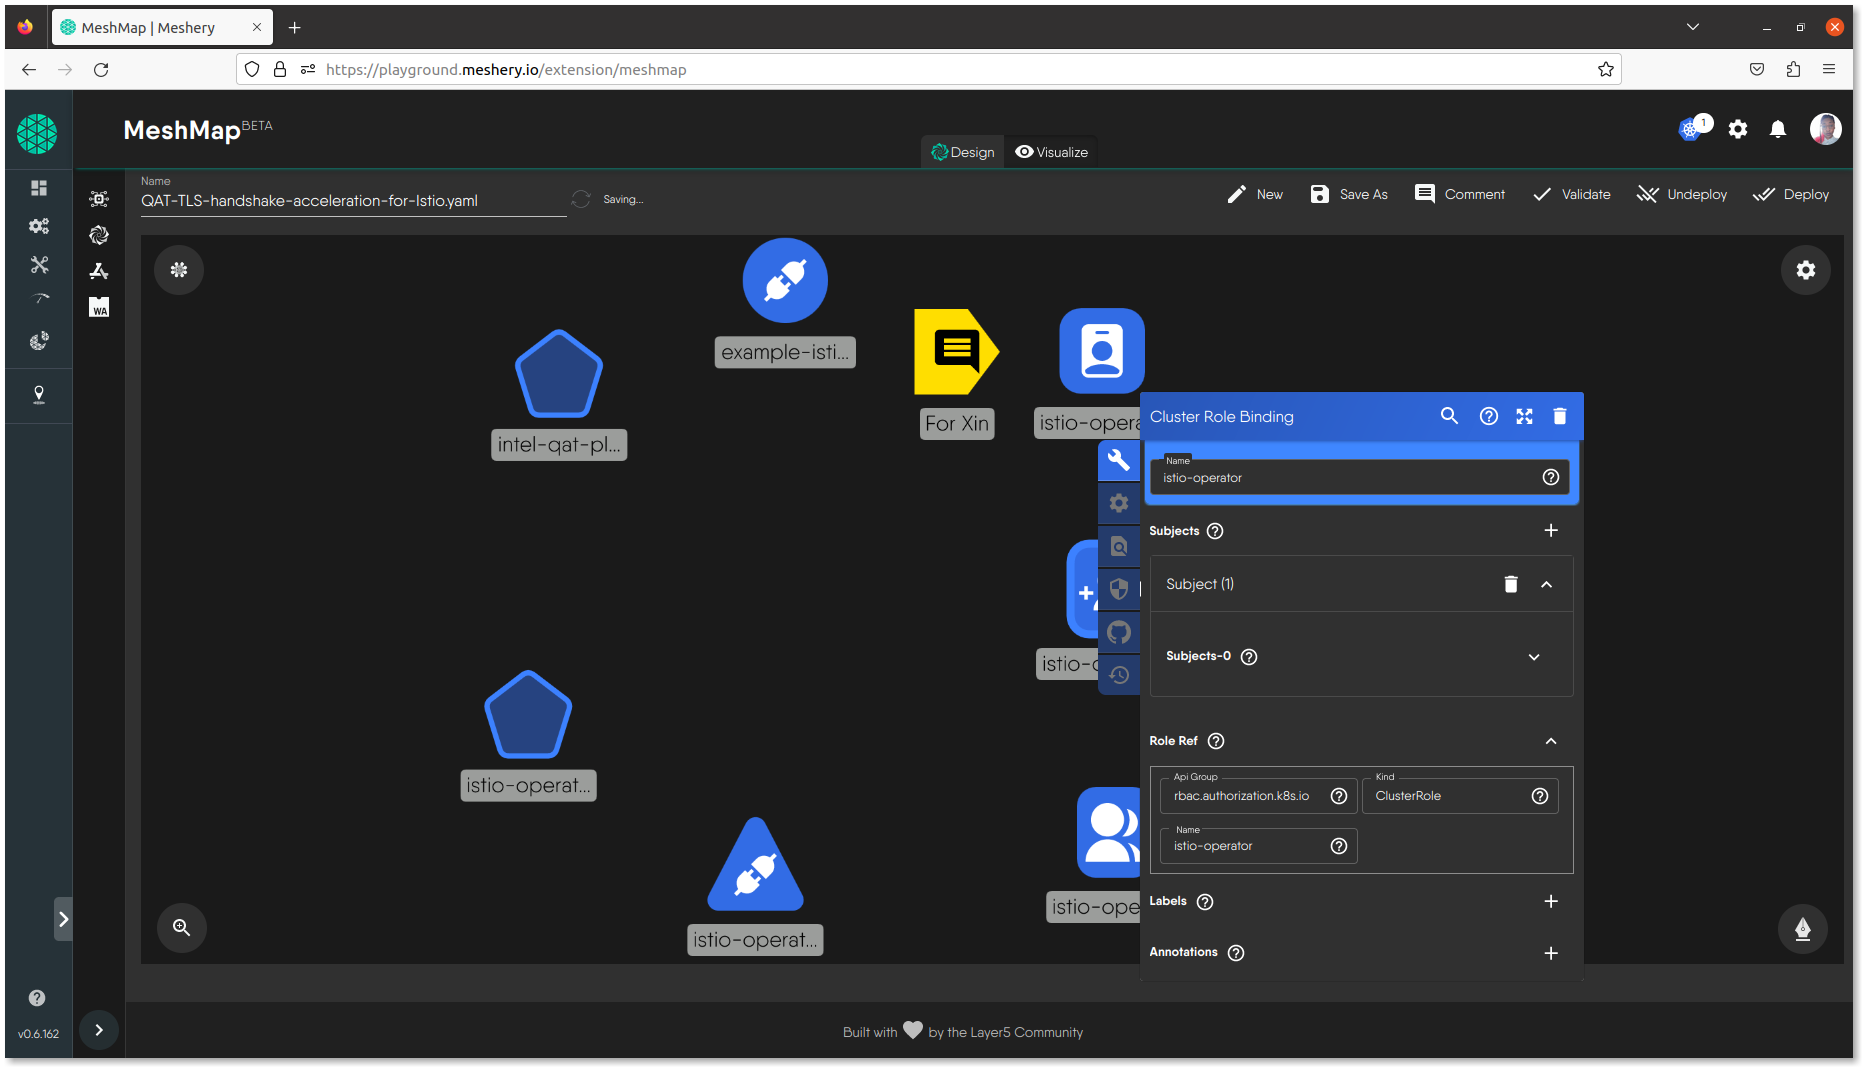 MeshMap | Meshery
https://playground.meshery.io/extension/meshmap
MeshMap BETA
1
Design
Visualize
Name
QAT-TLS-handshake-acceleration-for-Istio.yaml
Saving...
New
Save As
Comment
Validate
Undeploy
Deploy
WA
example-isti...
intel-qat-pl...
For Xin
istio-opera
Cluster Role Binding
Name
istio-operator
Subjects
Subject (1)
Subjects-0
istio-o
Role Ref
Api Group
rbac.authorization.k8s.io
Kind
ClusterRole
Name
istio-operator
istio-operat...
istio-ope
istio-operat...
Labels
Annotations
v0.6.162
Built with by the Layer5 Community